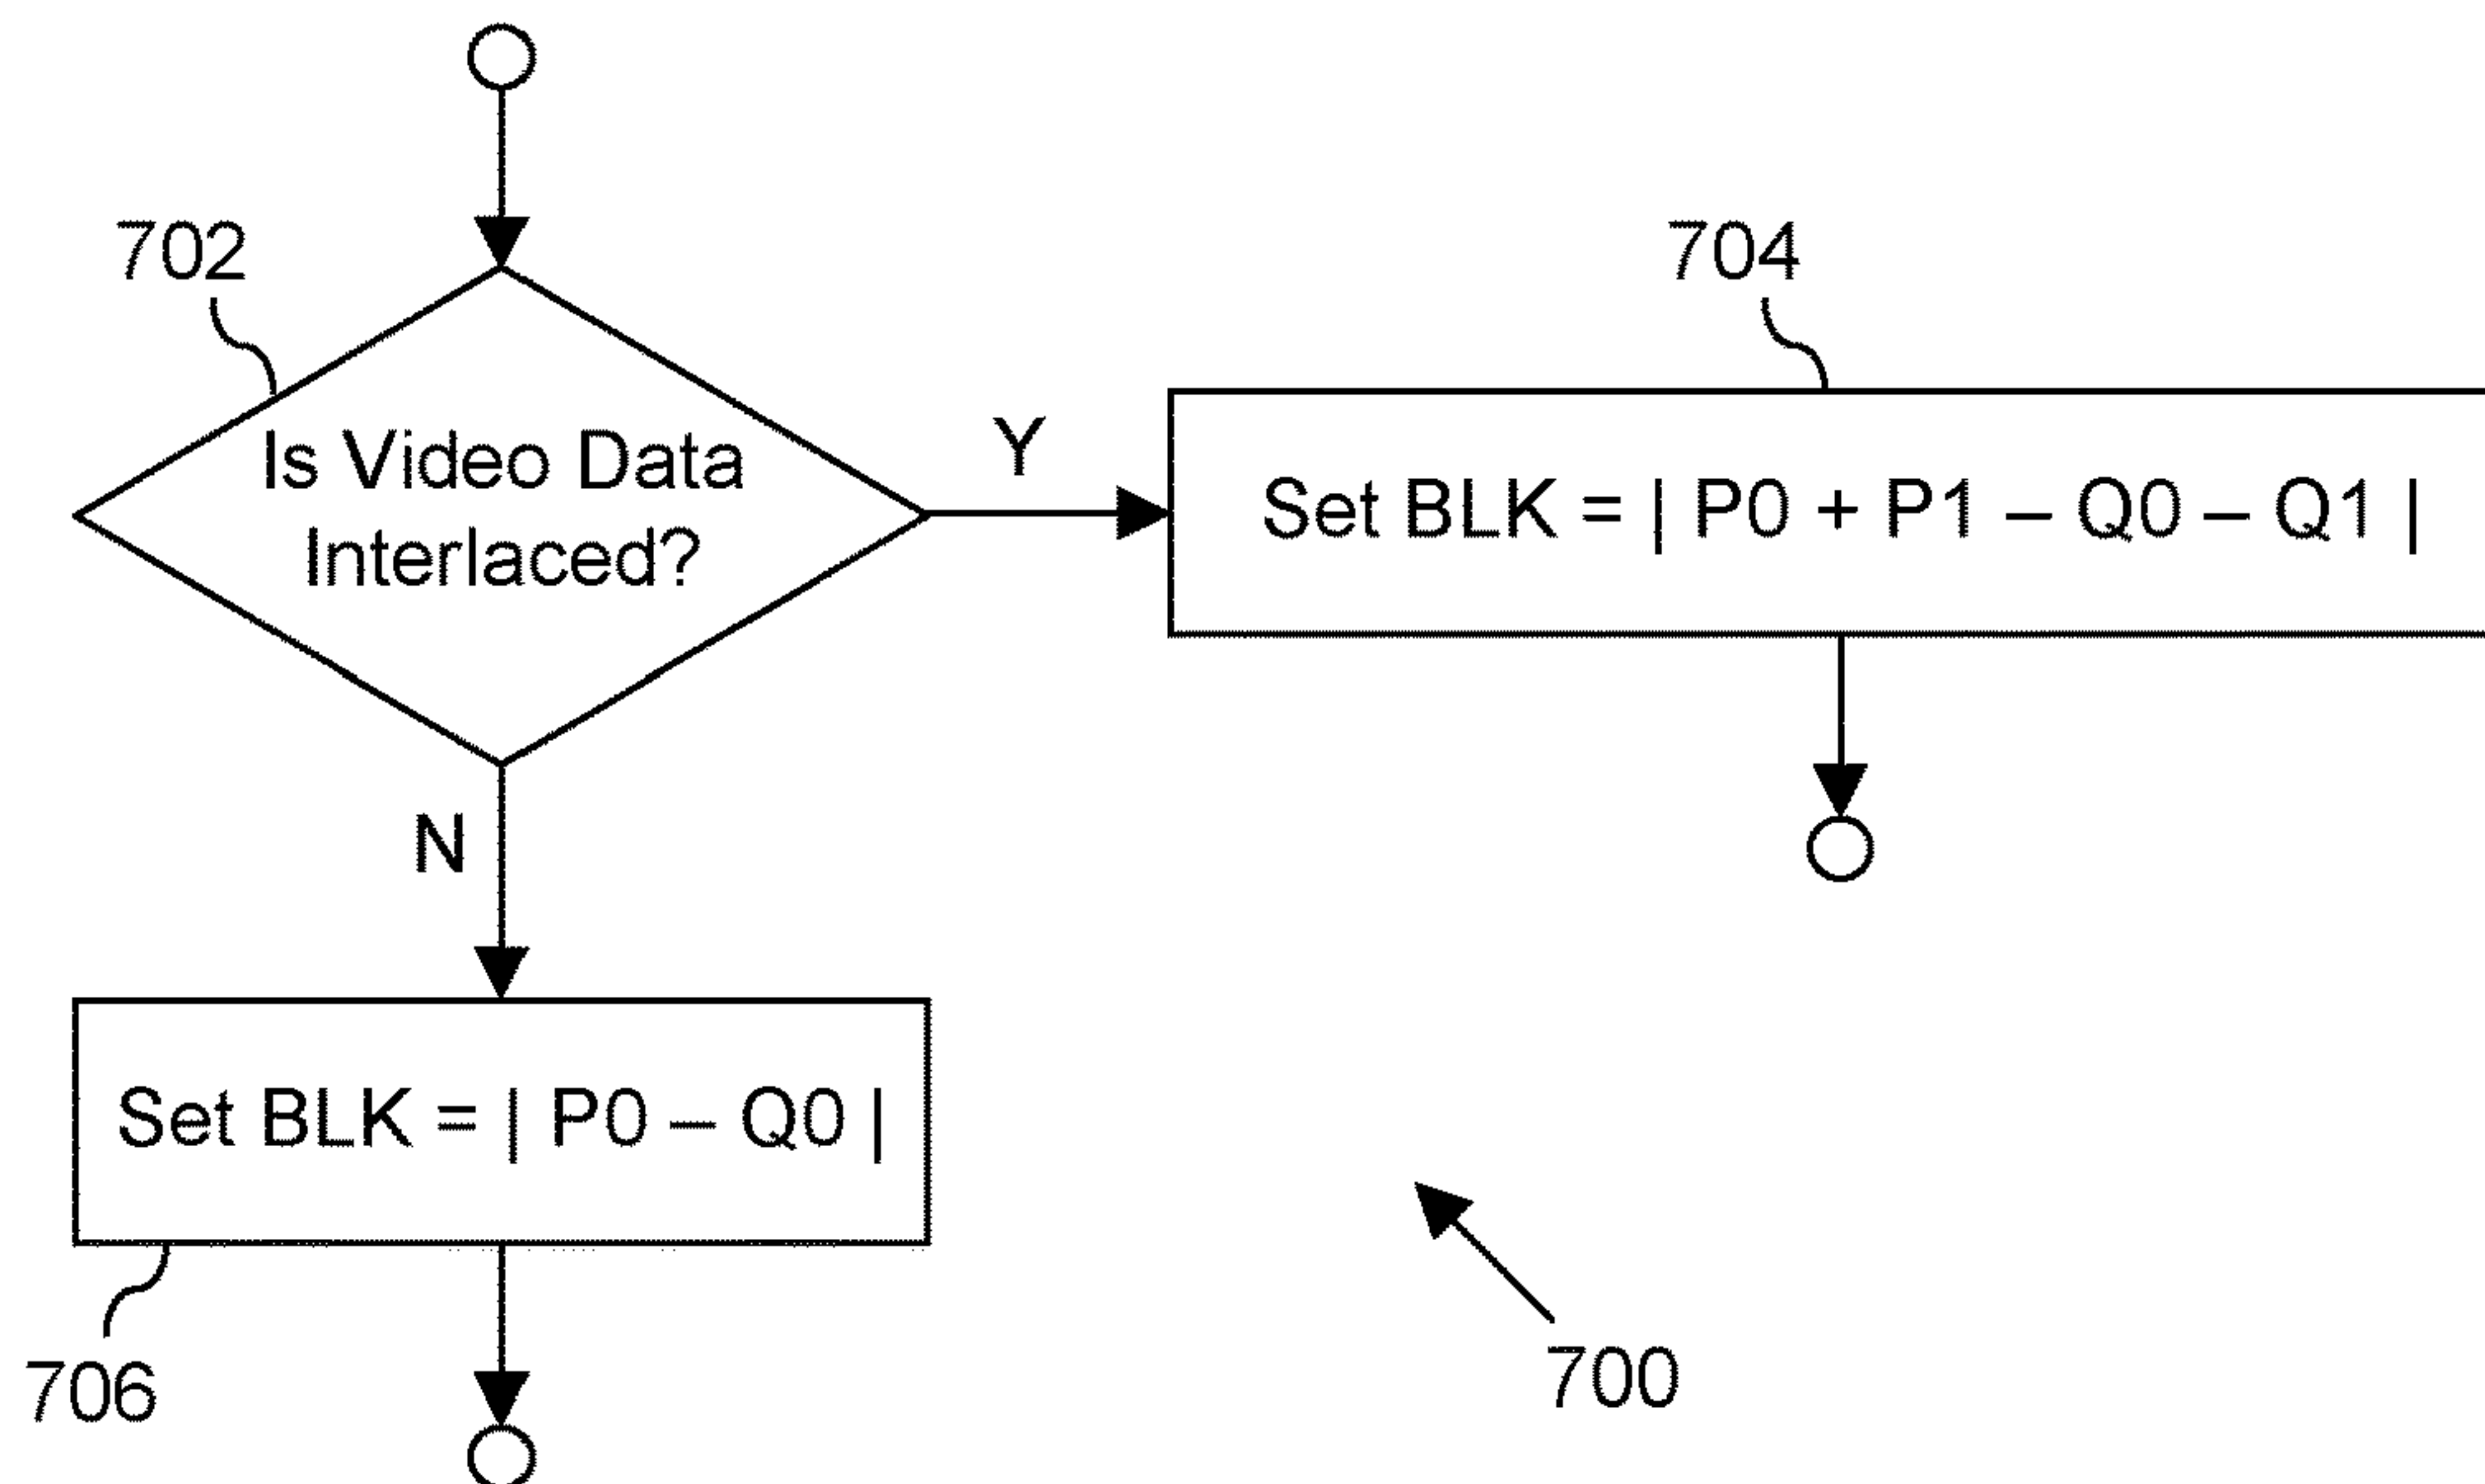 702
704
Is Video Data
Interlaced?
Y
Set BLK = | P0 + P1 – Q0 – Q1 |
N
Set BLK = | P0 – Q0 |
706
700